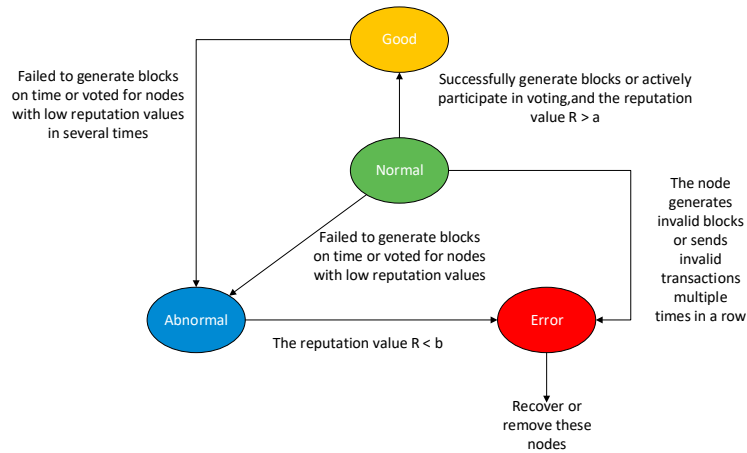 Good
Failed to generate blocks
on time or voted for nodes
with low reputation values
in several times
Successfully generate blocks or actively
participate in voting,and the reputation
value R > a
Normal
The node
generates
invalid blocks
or sends
invalid
transactions
multiple
times in a row
Failed to generate blocks
on time or voted for nodes
with low reputation values
Abnormal
Error
The reputation value R < b
Recover or
remove these
nodes